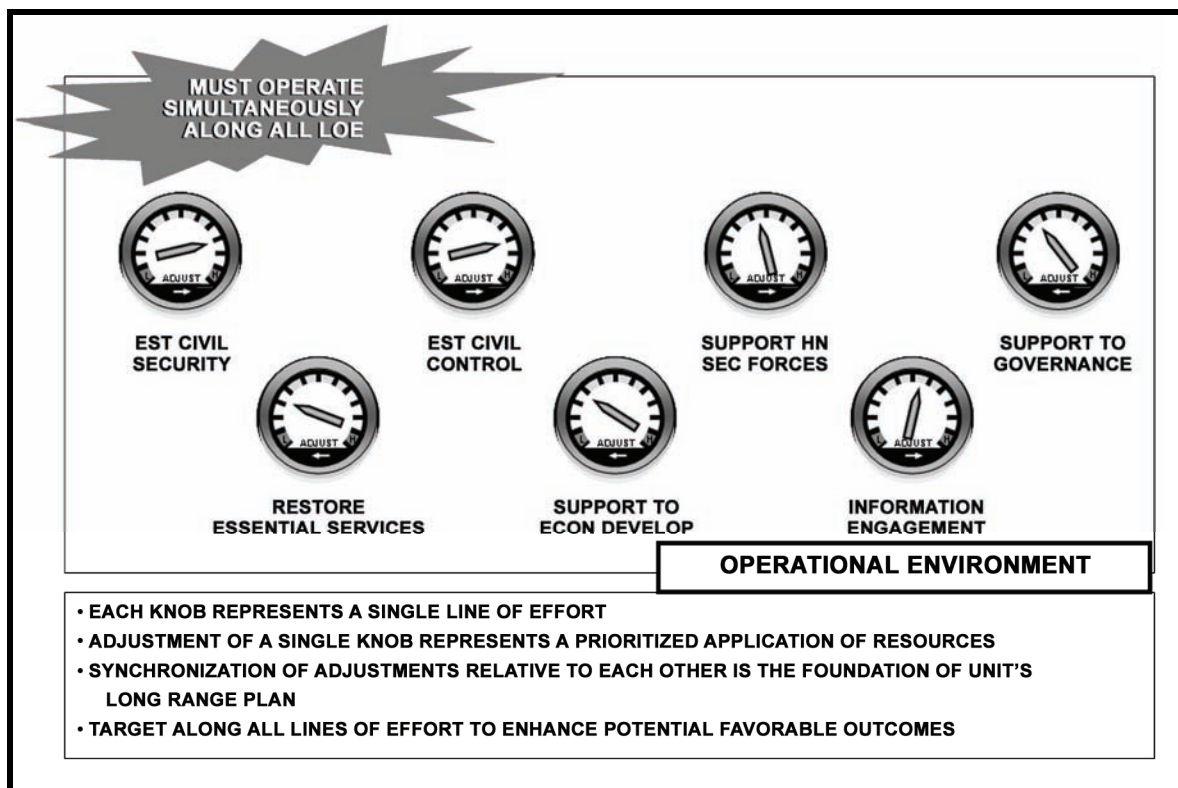 MUST OPERATE
SIMULTANEOUSLY
ALONG ALL LOE
L ADJUST H
L ADJUST H
L ADJUST H
L ADJUST H
EST CIVIL
SECURITY
EST CIVIL
CONTROL
SUPPORT HN
SEC FORCES
SUPPORT TO
GOVERNANCE
L ADJUST H
L ADJUST H
L ADJUST H
RESTORE
ESSENTIAL SERVICES
SUPPORT TO
ECON DEVELOP
INFORMATION
ENGAGEMENT
OPERATIONAL ENVIRONMENT
• EACH KNOB REPRESENTS A SINGLE LINE OF EFFORT
• ADJUSTMENT OF A SINGLE KNOB REPRESENTS A PRIORITIZED APPLICATION OF RESOURCES
• SYNCHRONIZATION OF ADJUSTMENTS RELATIVE TO EACH OTHER IS THE FOUNDATION OF UNIT'S
LONG RANGE PLAN
• TARGET ALONG ALL LINES OF EFFORT TO ENHANCE POTENTIAL FAVORABLE OUTCOMES